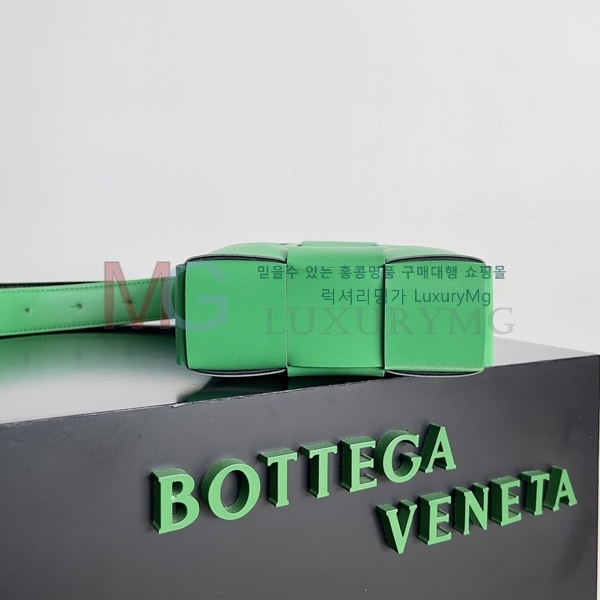 MG
믿을수 있는 홍콩명품 구매대행 쇼핑몰
럭셔리멍가 LuxuryMg
LUXURYMG
BOTTEGA
VENETA